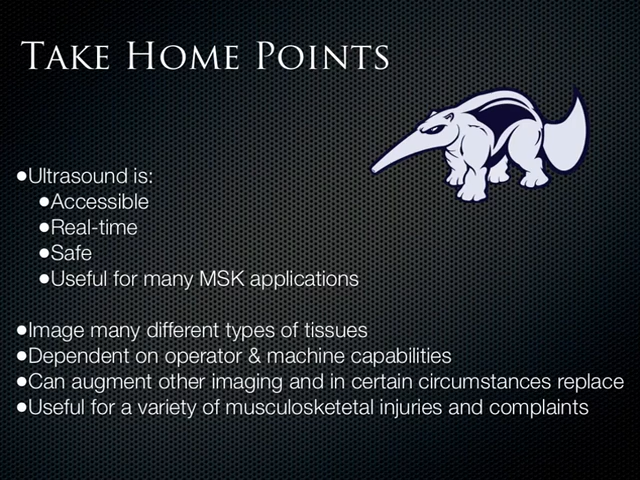 Take Home Points
●Ultrasound is:
●Accessible
●Real-time
●Safe
●Useful for many MSK applications
●Image many different types of tissues
●Dependent on operator & machine capabilities
●Can augment other imaging and in certain circumstances replace
●Useful for a variety of musculosketetal injuries and complaints